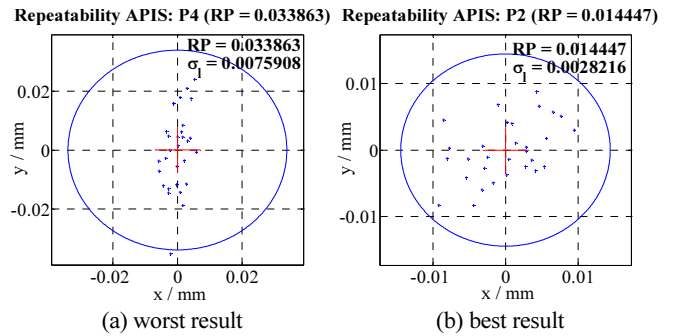 Repeatability APIS: P4 (RP = 0.033863)
RP = 0.033863
σl = 0.0075908
0.02
0
-0.02
y / mm
-0.02 0 0.02
x / mm
(a) worst result
Repeatability APIS: P2 (RP = 0.014447)
RP = 0.014447
σl = 0.0028216
0.01
0
-0.01
y / mm
-0.01 0 0.01
x / mm
(b) best result